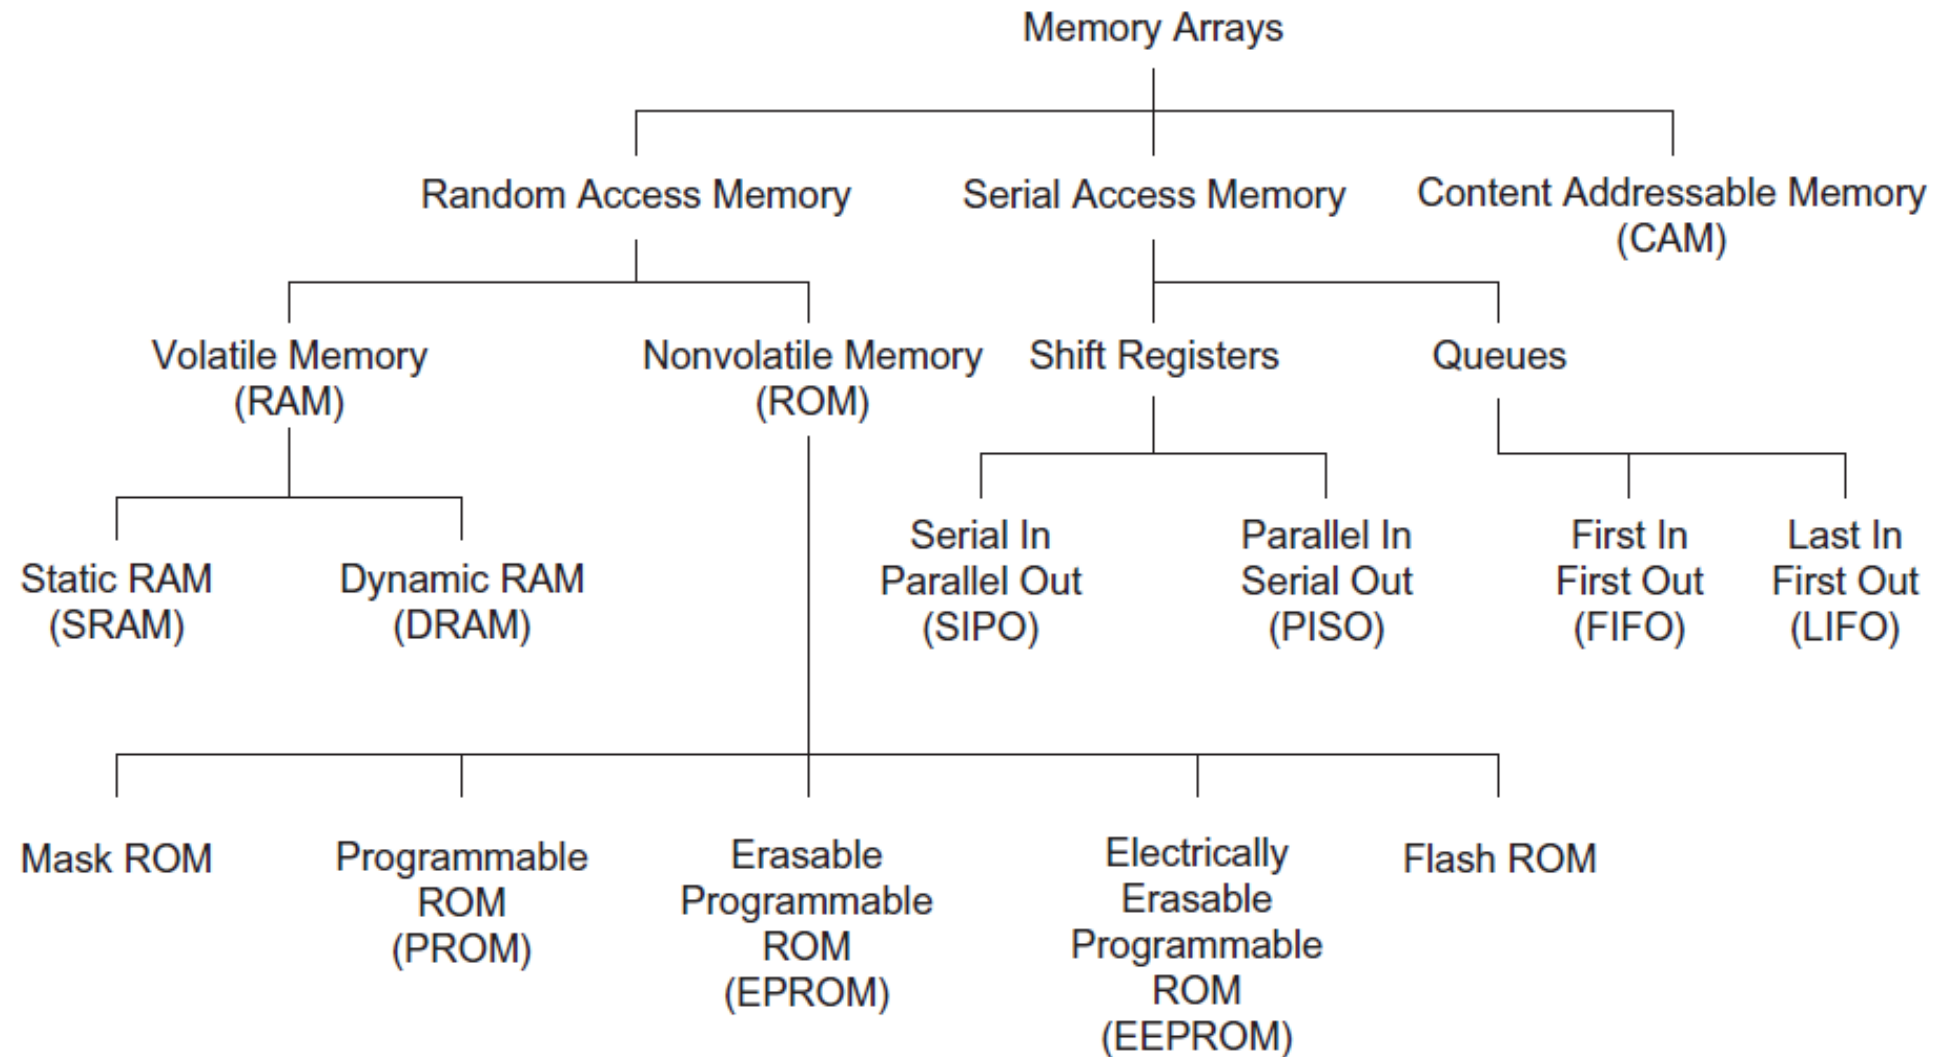 Memory Arrays
Random Access Memory
Serial Access Memory
Content Addressable Memory
(CAM)
Volatile Memory
(RAM)
Nonvolatile Memory
(ROM)
Shift Registers
Queues
Static RAM
(SRAM)
Dynamic RAM
(DRAM)
Serial In
Parallel Out
(SIPO)
Parallel In
Serial Out
(PISO)
First In
First Out
(FIFO)
Last In
First Out
(LIFO)
Mask ROM
Programmable
ROM
(PROM)
Erasable
Programmable
ROM
(EPROM)
Electrically
Erasable
Programmable
ROM
(EEPROM)
Flash ROM